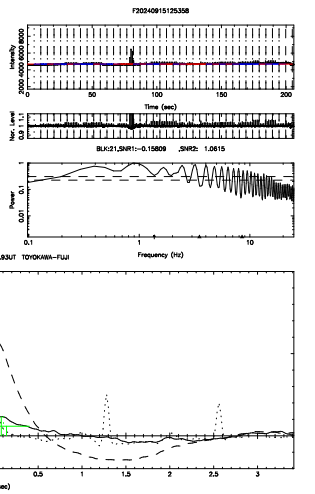 F20240915125358
Intensity
2000 4000 6000 8000
0 50 100 150 200
Time (sec)
Nor. Level
0.9 1.1
BLK:21,SNR1:-0.15809 ,SNR2: 1.0615
Power
1 0.1 0.01
0.1 1 10
Frequency (Hz)
.93UT TOYOKAWA-FUJI
0.5 1 1.5 2 2.5 3
sec)